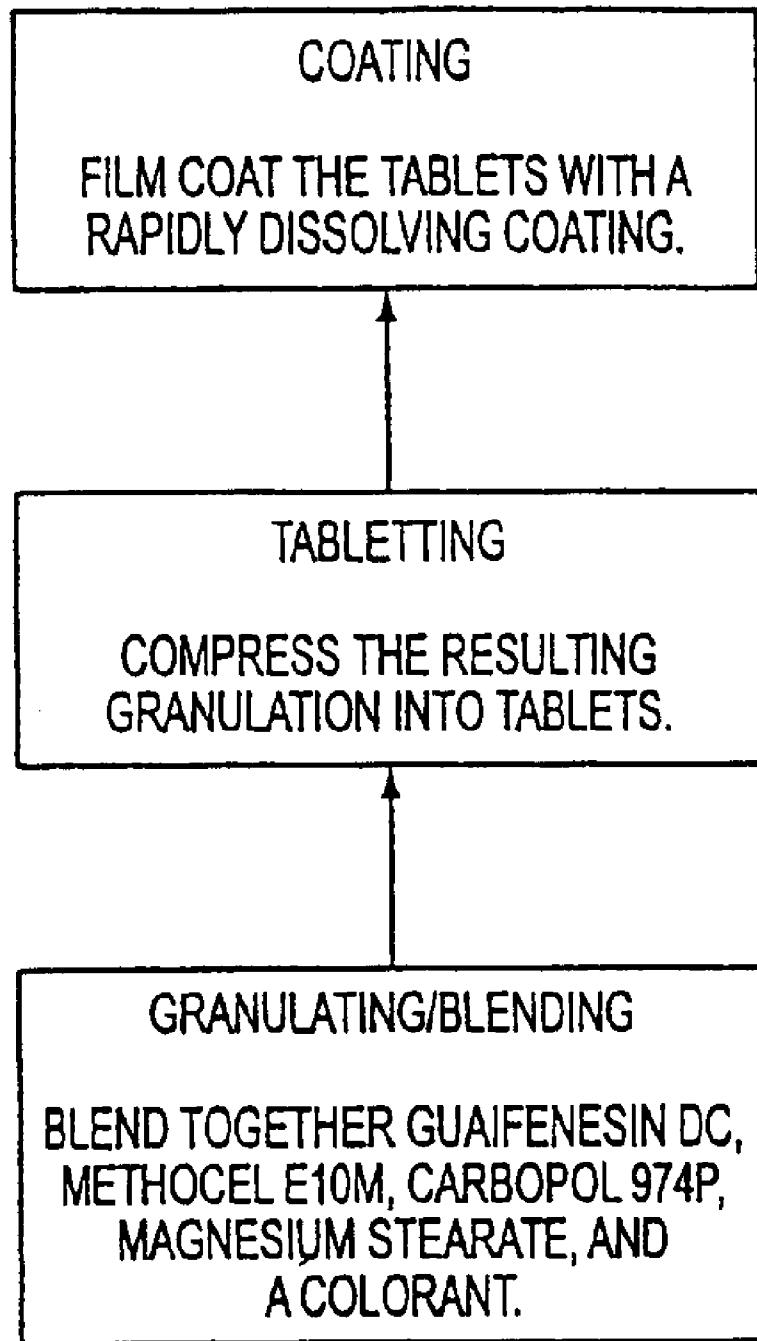 COATING
FILM COAT THE TABLETS WITH A
RAPIDLY DISSOLVING COATING.
TABLETTING
COMPRESS THE RESULTING
GRANULATION INTO TABLETS.
GRANULATING/BLENDING
BLEND TOGETHER GUAIFENESIN DC,
METHOCEL E10M, CARBOPOL 974P,
MAGNESIUM STEARATE, AND
A COLORANT.